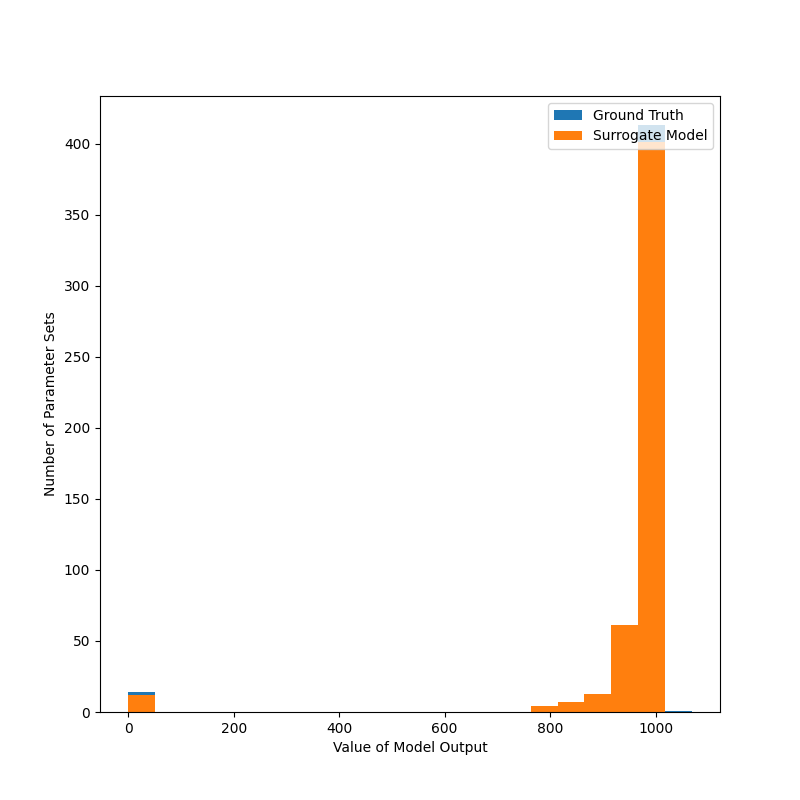 Ground Truth
Surrogate Model
400
350
300
250
200
150
100
50
0
Number of Parameter Sets
0 200 400 600 800 1000
Value of Model Output